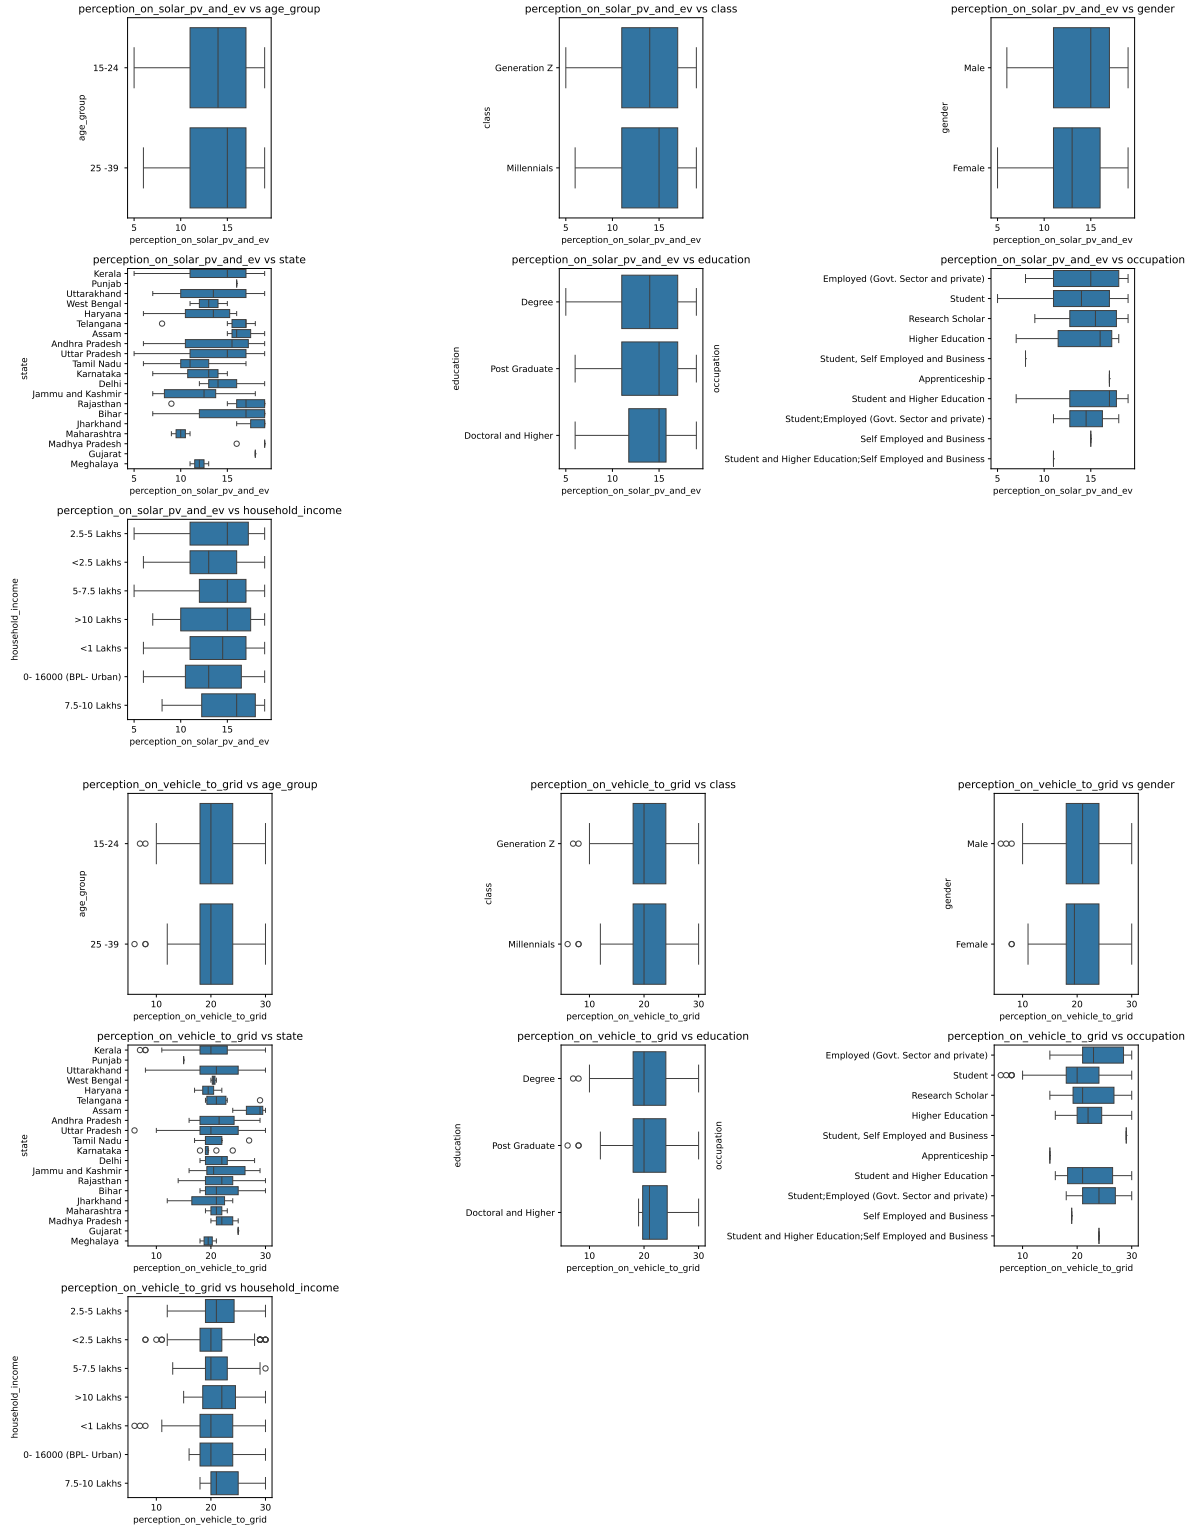 perception_on_solar_pv_and_ev vs age_group
15-24
25 -39
age_group
5 10 15
perception_on_solar_pv_and_ev
perception_on_solar_pv_and_ev vs class
Generation Z
Millennials
class
5 10 15
perception_on_solar_pv_and_ev
perception_on_solar_pv_and_ev vs gender
Male
Female
gender
5 10 15
perception_on_solar_pv_and_ev
perception_on_solar_pv_and_ev vs state
Kerala
Punjab
Uttarakhand
West Bengal
Haryana
Telangana
Assam
Andhra Pradesh
Uttar Pradesh
Tamil Nadu
Karnataka
Delhi
Jammu and Kashmir
Rajasthan
Bihar
Jharkhand
Maharashtra
Madhya Pradesh
Gujarat
Meghalaya
state
5 10 15
perception_on_solar_pv_and_ev
perception_on_solar_pv_and_ev vs education
Degree
Post Graduate
Doctoral and Higher
education
5 10 15
perception_on_solar_pv_and_ev
perception_on_solar_pv_and_ev vs occupation
Employed (Govt. Sector and private)
Student
Research Scholar
Higher Education
Student, Self Employed and Business
Apprenticeship
Student and Higher Education
Student;Employed (Govt. Sector and private)
Self Employed and Business
Student and Higher Education;Self Employed and Business
occupation
5 10 15
perception_on_solar_pv_and_ev
perception_on_solar_pv_and_ev vs household_income
2.5-5 Lakhs
<2.5 Lakhs
5-7.5 lakhs
>10 Lakhs
<1 Lakhs
0- 16000 (BPL- Urban)
7.5-10 Lakhs
household_income
5 10 15
perception_on_solar_pv_and_ev
perception_on_vehicle_to_grid vs age_group
15-24
25 -39
age_group
10 20 30
perception_on_vehicle_to_grid
perception_on_vehicle_to_grid vs class
Generation Z
Millennials
class
10 20 30
perception_on_vehicle_to_grid
perception_on_vehicle_to_grid vs gender
Male
Female
gender
10 20 30
perception_on_vehicle_to_grid
perception_on_vehicle_to_grid vs state
Kerala
Punjab
Uttarakhand
West Bengal
Haryana
Telangana
Assam
Andhra Pradesh
Uttar Pradesh
Tamil Nadu
Karnataka
Delhi
Jammu and Kashmir
Rajasthan
Bihar
Jharkhand
Maharashtra
Madhya Pradesh
Gujarat
Meghalaya
state
10 20 30
perception_on_vehicle_to_grid
perception_on_vehicle_to_grid vs education
Degree
Post Graduate
Doctoral and Higher
education
10 20 30
perception_on_vehicle_to_grid
perception_on_vehicle_to_grid vs occupation
Employed (Govt. Sector and private)
Student
Research Scholar
Higher Education
Student, Self Employed and Business
Apprenticeship
Student and Higher Education
Student;Employed (Govt. Sector and private)
Self Employed and Business
Student and Higher Education;Self Employed and Business
occupation
10 20 30
perception_on_vehicle_to_grid
perception_on_vehicle_to_grid vs household_income
2.5-5 Lakhs
<2.5 Lakhs
5-7.5 lakhs
>10 Lakhs
<1 Lakhs
0- 16000 (BPL- Urban)
7.5-10 Lakhs
household_income
10 20 30
perception_on_vehicle_to_grid